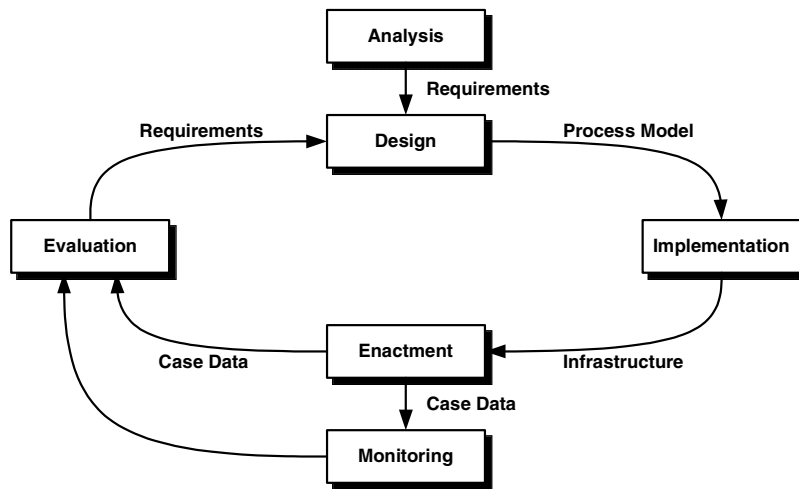 Analysis
Requirements
Requirements
Design
Process Model
Evaluation
Implementation
Enactment
Case Data
Infrastructure
Case Data
Monitoring